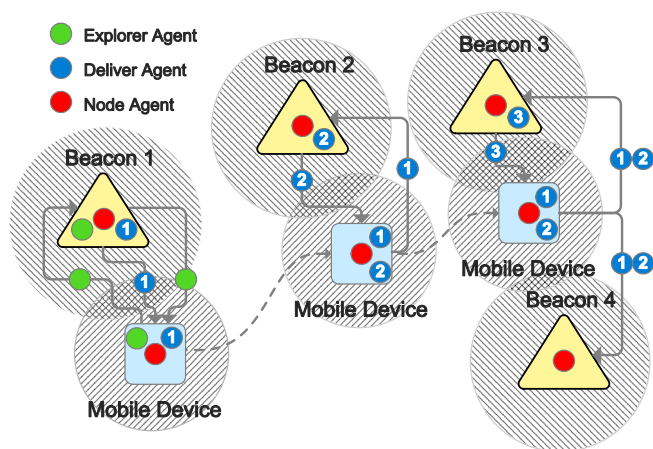 Explorer Agent
Deliver Agent
Node Agent
Beacon 1
1
1
1
Mobile Device
Beacon 2
2
2
1
1
2
Mobile Device
Beacon 3
3
3
1 2
1
2
Mobile Device
1 2
Beacon 4